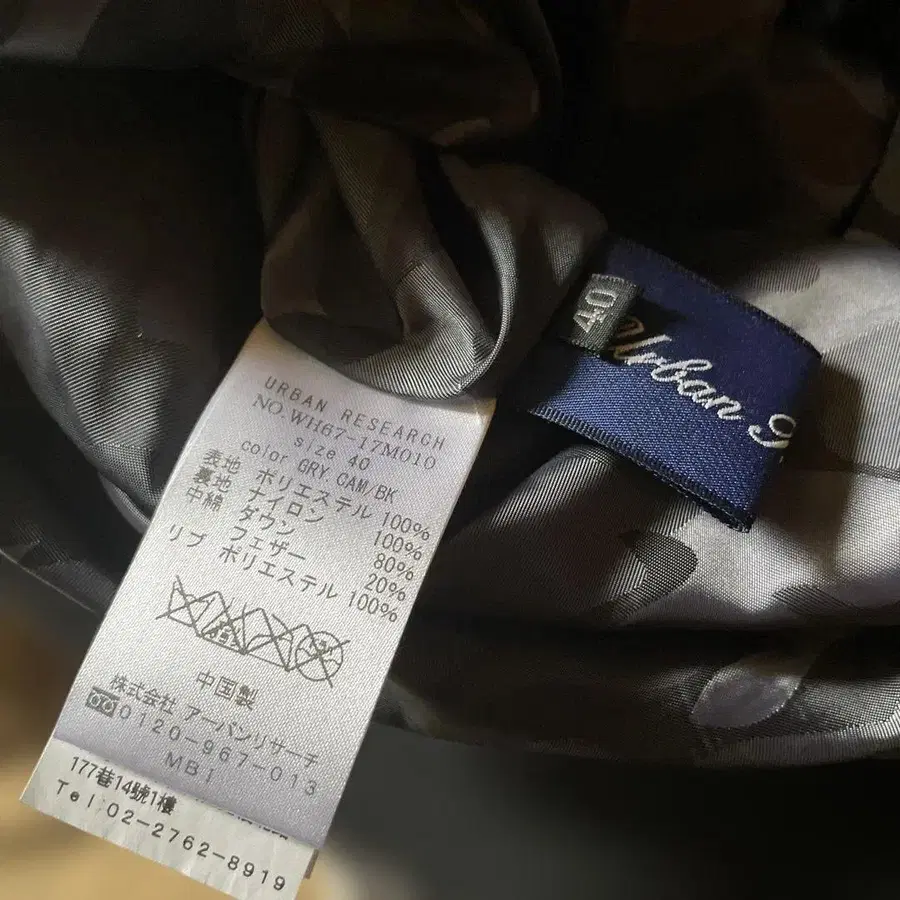 40
Urban
URBAN RESEARCH
NO.WH67-17M010
size 40
color GRY.CAM/BK
表地 ポリエステル 100%
裏地 ナイロン 100%
中綿 ダウン 80%
フェザー 20%
リブ ポリエステル 100%
中国製
株式会社 アーバンリサーチ
0120-967-013
MBI
177巷14號1樓
Tel:02-2762-8919